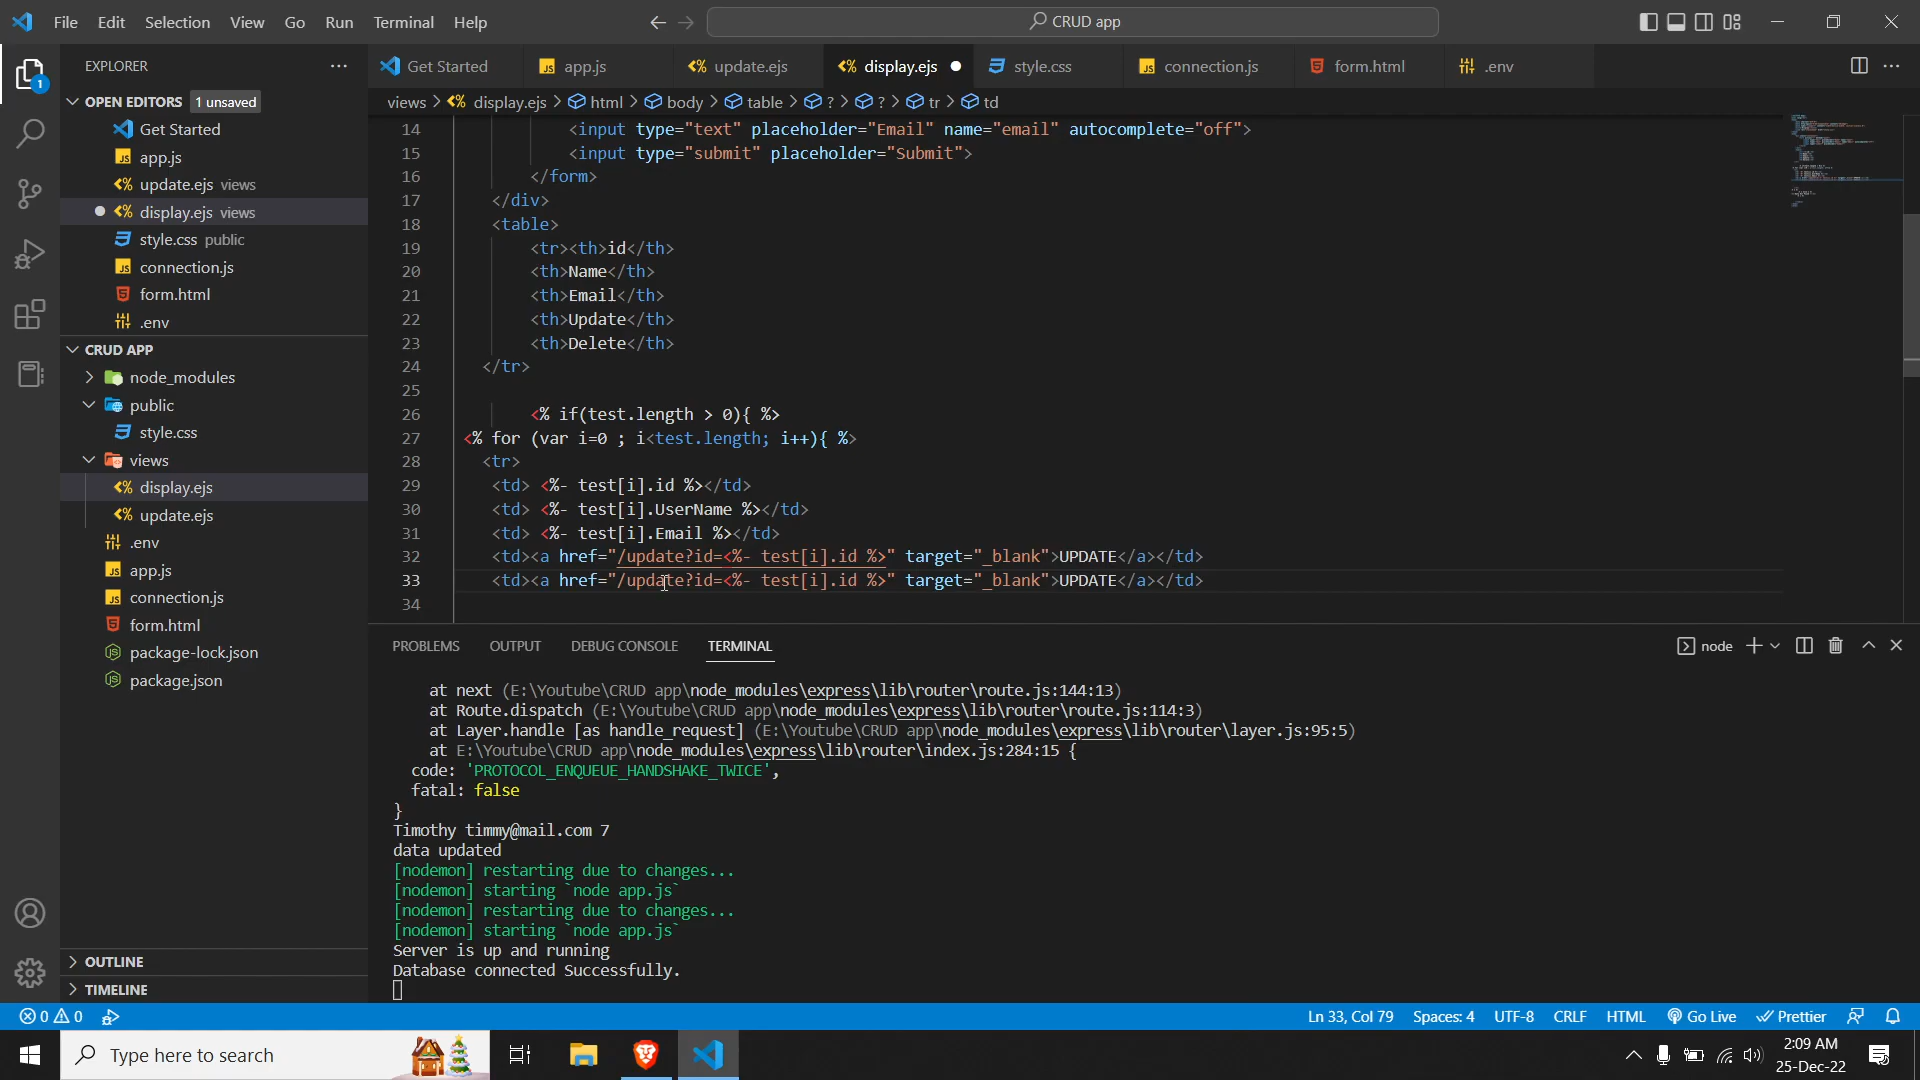 File Edit Selection View Go Run Terminal Help
CRUD app
EXPLORER
OPEN EDITORS 1 unsaved
Get Started
app.js
update.ejs views
display.ejs views
style.css public
connection.js
form.html
.env
CRUD APP
node_modules
public
style.css
views
display.ejs
update.ejs
.env
app.js
connection.js
form.html
package-lock.json
package.json
OUTLINE
TIMELINE
Get Started app.js update.ejs display.ejs style.css connection.js form.html .env
views > display.ejs > html > body > table > ? > ? > tr > td
14 <input type="text" placeholder="Email" name="email" autocomplete="off">
15 <input type="submit" placeholder="Submit">
16 </form>
17 </div>
18 <table>
19 <tr><th>id</th>
20 <th>Name</th>
21 <th>Email</th>
22 <th>Update</th>
23 <th>Delete</th>
24 </tr>
25
26 <% if(test.length > 0){ %>
27 <% for (var i=0 ; i<test.length; i++){ %>
28 <tr>
29 <td> <%- test[i].id %></td>
30 <td> <%- test[i].UserName %></td>
31 <td> <%- test[i].Email %></td>
32 <td><a href="/update?id=<%- test[i].id %>" target="_blank">UPDATE</a></td>
33 <td><a href="/update?id=<%- test[i].id %>" target="_blank">UPDATE</a></td>
34
PROBLEMS OUTPUT DEBUG CONSOLE TERMINAL
node
at next (E:\Youtube\CRUD app\node_modules\express\lib\router\route.js:144:13)
at Route.dispatch (E:\Youtube\CRUD app\node_modules\express\lib\router\route.js:114:3)
at Layer.handle [as handle_request] (E:\Youtube\CRUD app\node_modules\express\lib\router\layer.js:95:5)
at E:\Youtube\CRUD app\node_modules\express\lib\router\index.js:284:15 {
code: 'PROTOCOL_ENQUEUE_HANDSHAKE_TWICE',
fatal: false
}
Timothy timmy@mail.com 7
data updated
[nodemon] restarting due to changes...
[nodemon] starting `node app.js`
[nodemon] restarting due to changes...
[nodemon] starting `node app.js`
Server is up and running
Database connected Successfully.
0 0 Ln 33, Col 79 Spaces: 4 UTF-8 CRLF HTML Go Live Prettier
Type here to search
2:09 AM
25-Dec-22